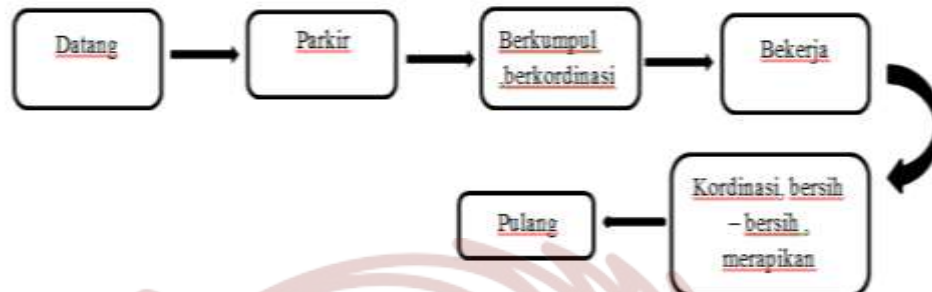 Datang
Parkir
Berkumpul
,berkordinasi
Bekerja
Kordinasi, bersih
– bersih ,
merapikan
Pulang